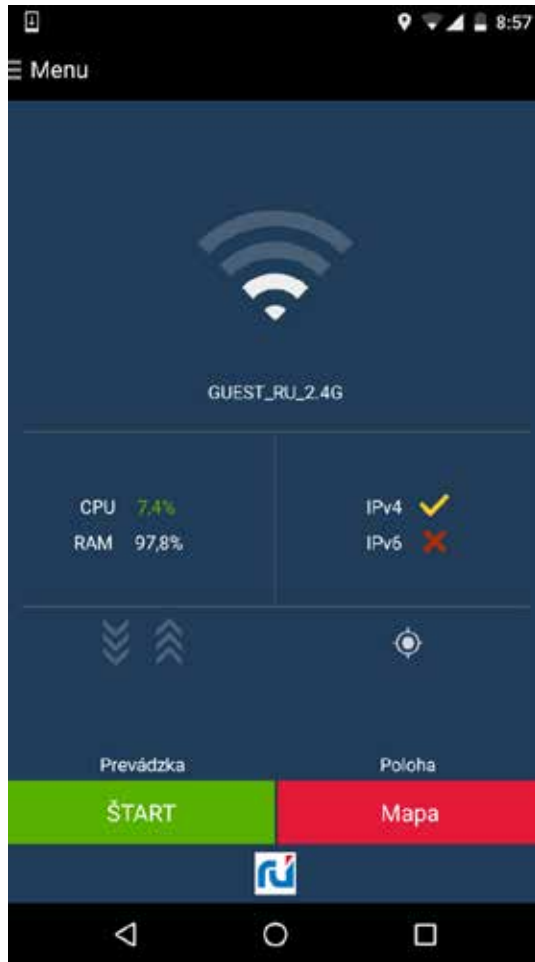 8:57
Menu
GUEST_RU_2.4G
CPU 7,4%
RAM 97,8%
IPv4
IPv6
Prevádzka
Poloha
ŠTART
Mapa